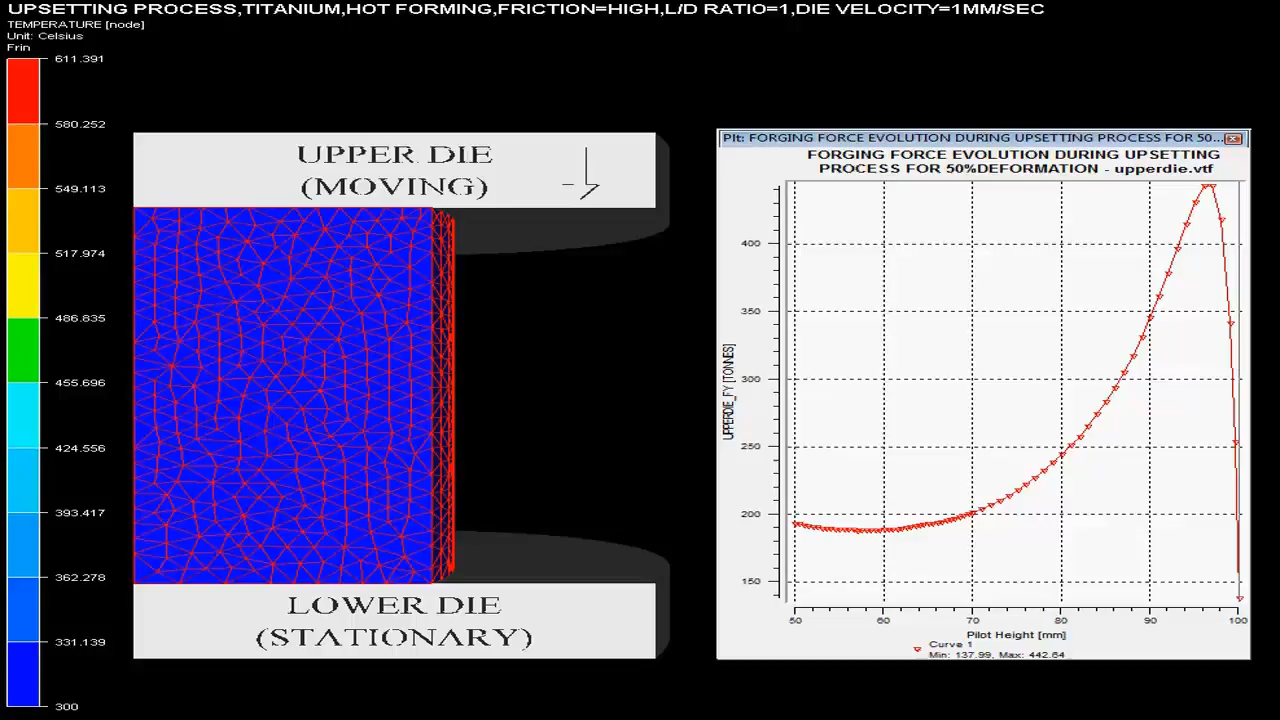 UPSETTING PROCESS,TITANIUM,HOT FORMING,FRICTION=HIGH,L/D RATIO=1,DIE VELOCITY=1MM/SEC
TEMPERATURE [node]
Unit: Celsius
Frin
611.391
580.252
549.113
517.974
486.835
455.696
424.556
393.417
362.278
331.139
300
UPPER DIE
(MOVING)
LOWER DIE
(STATIONARY)
Plt: FORGING FORCE EVOLUTION DURING UPSETTING PROCESS FOR 50...
FORGING FORCE EVOLUTION DURING UPSETTING
PROCESS FOR 50%DEFORMATION - upperdie.vtf
UPPERDIE_FY [TONNES]
400
350
300
250
200
150
50 60 70 80 90 100
Pilot Height [mm]
Curve 1
Min: 137.99, Max: 442.64